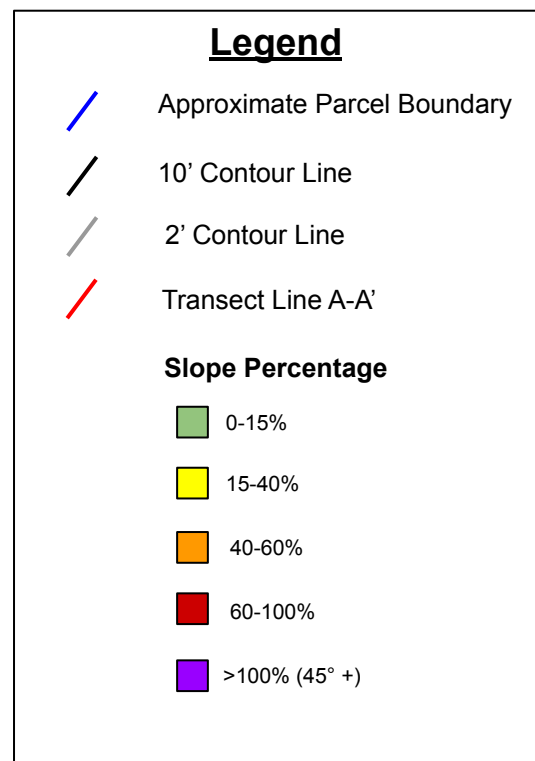 Legend
Approximate Parcel Boundary
10’ Contour Line
2’ Contour Line
Transect Line A-A’
Slope Percentage
0-15%
15-40%
40-60%
60-100%
>100% (45° +)